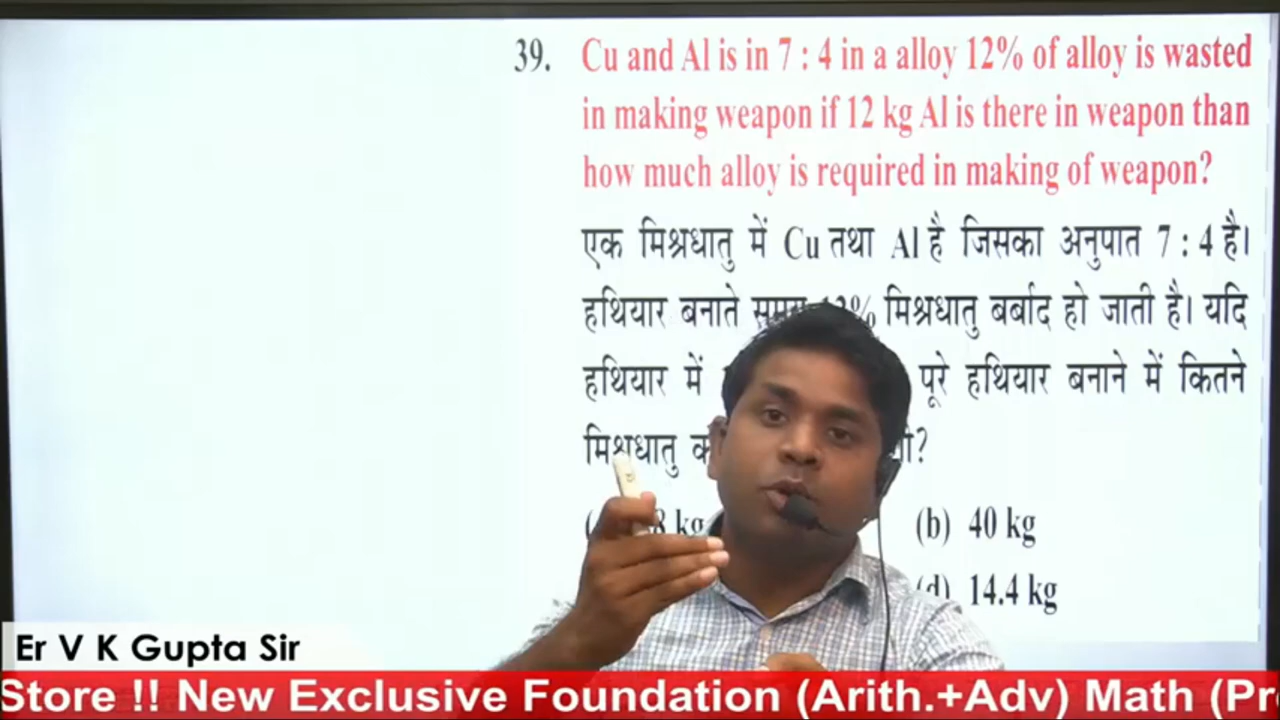 39. Cu and Al is in 7 : 4 in a alloy 12% of alloy is wasted
in making weapon if 12 kg Al is there in weapon than
how much alloy is required in making of weapon?
एक मिश्रधातु में Cu तथा Al है जिसका अनुपात 7 : 4 है।
हथियार बनाते मिश्रधातु बर्बाद हो जाती है। यदि
हथियार में पूरे हथियार बनाने में कितने
मिश्रधातु
kg (b) 40 kg
(d) 14.4 kg
Er V K Gupta Sir
Store !! New Exclusive Foundation (Arith.+Adv) Math